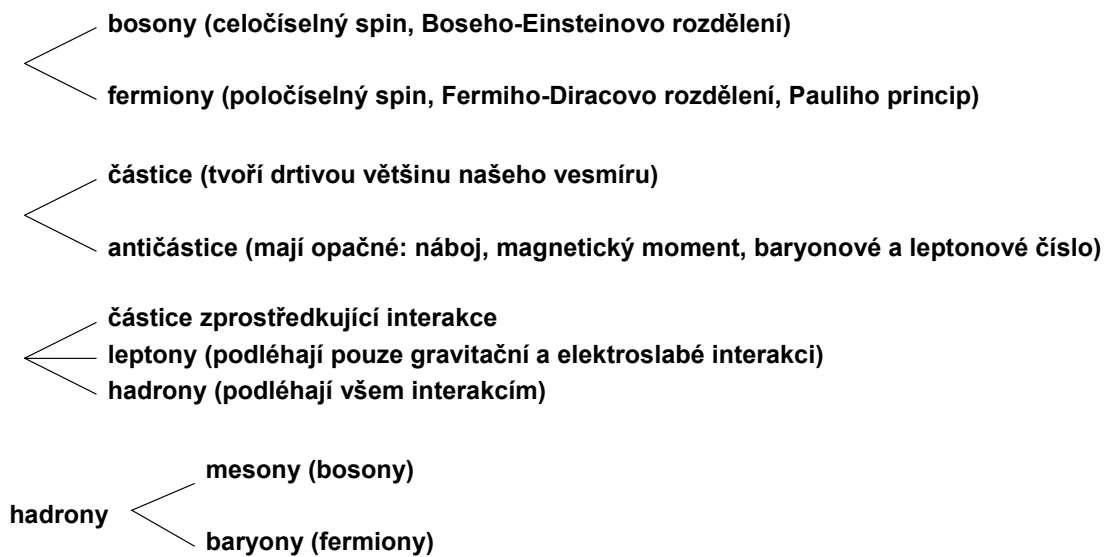 bosony (celočíselný spin, Boseho-Einsteinovo rozdělení)
fermiony (poločíselný spin, Fermiho-Diracovo rozdělení, Pauliho princip)
částice (tvoří drtivou většinu našeho vesmíru)
antičástice (mají opačné: náboj, magnetický moment, baryonové a leptonové číslo)
částice zprostředkující interakce
leptony (podléhají pouze gravitační a elektroslabé interakci)
hadrony (podléhají všem interakcím)
mesony (bosony)
hadrony
baryony (fermiony)